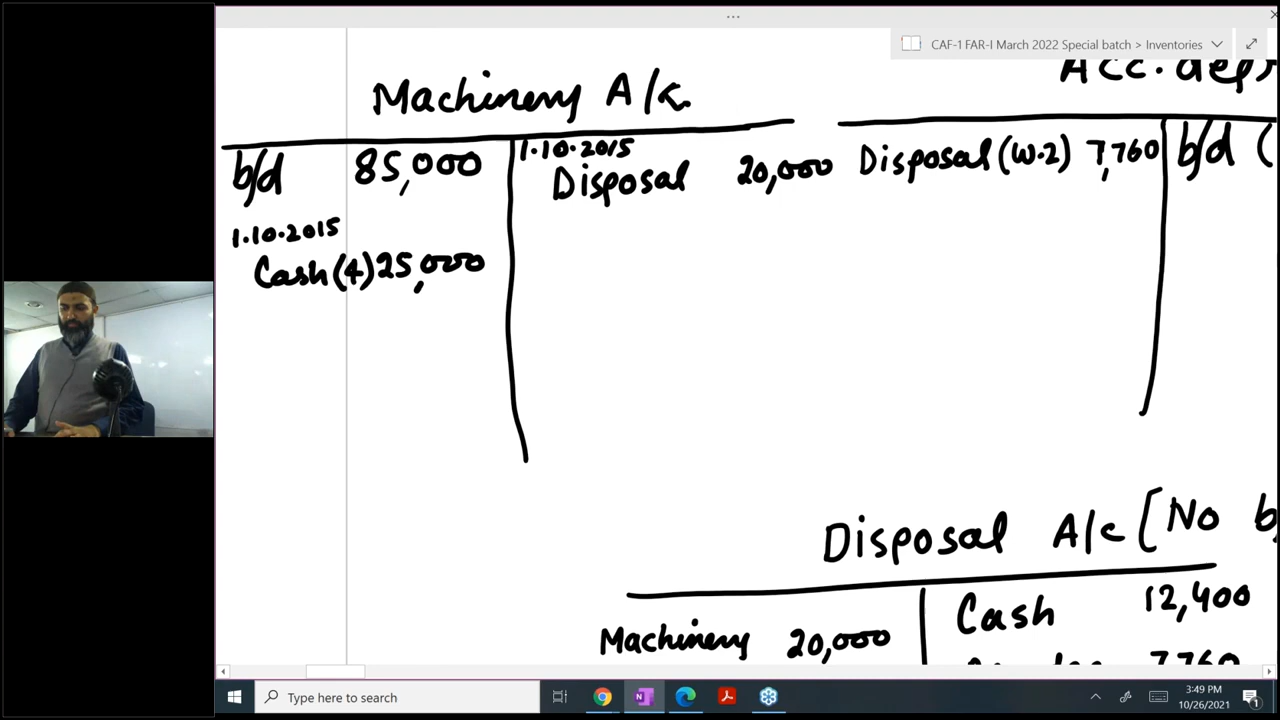 CAF-1 FAR-I March 2022 Special batch > Inventories
Machinery A/c
b/d 85,000
1.10.2015
Cash (4) 25,000
1.10.2015
Disposal 20,000
Disposal (W.2) 7,760
b/d (
Disposal A/c [No
Machinery 20,000
Cash 12,400
7760
Type here to search
3:49 PM
10/26/2021
1